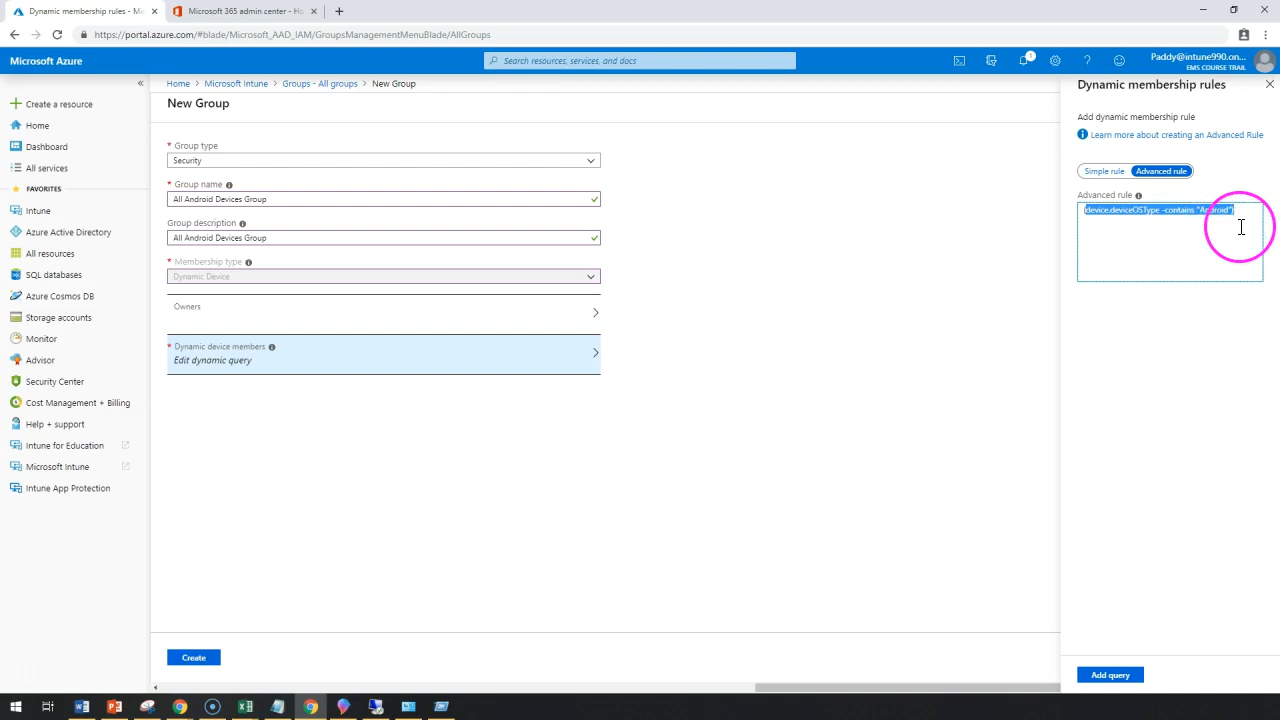 Dynamic membership rules - Mi
Microsoft 365 admin center - Ho
https://portal.azure.com/#blade/Microsoft_AAD_IAM/GroupsManagementMenuBlade/AllGroups
Microsoft Azure
Search resources, services, and docs
1
Paddy@intune990.on...
EMS COURSE TRAIL
Home > Microsoft Intune > Groups - All groups > New Group
New Group
Create a resource
Home
Dashboard
All services
FAVORITES
Intune
Azure Active Directory
All resources
SQL databases
Azure Cosmos DB
Storage accounts
Monitor
Advisor
Security Center
Cost Management + Billing
Help + support
Intune for Education
Microsoft Intune
Intune App Protection
* Group type
Security
* Group name
All Android Devices Group
Group description
All Android Devices Group
* Membership type
Dynamic Device
Owners
* Dynamic device members
Edit dynamic query
Create
Dynamic membership rules
Add dynamic membership rule
Learn more about creating an Advanced Rule
Simple rule Advanced rule
Advanced rule
device.deviceOSType -contains "Android")
Add query